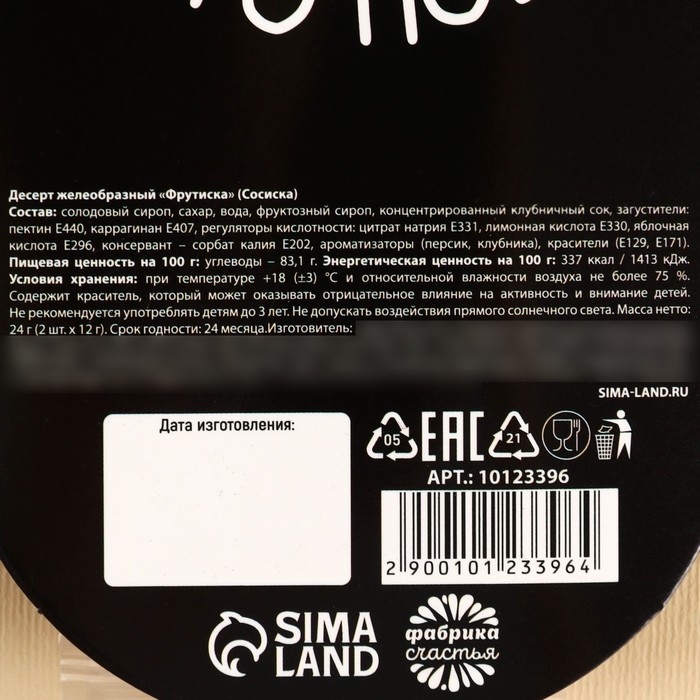 Десерт желеобразный «Фрутиска» (Сосиска)
Состав: солодовый сироп, сахар, вода, фруктозный сироп, концентрированный клубничный сок, загустители:
пектин Е440, каррагинан Е407, регуляторы кислотности: цитрат натрия Е331, лимонная кислота Е330, яблочная
кислота Е296, консервант – сорбат калия Е202, ароматизаторы (персик, клубника), красители (Е129, Е171).
Пищевая ценность на 100 г: углеводы – 83,1 г. Энергетическая ценность на 100 г: 337 ккал / 1413 кДж.
Условия хранения: при температуре +18 (±3) °С и относительной влажности воздуха не более 75 %.
Содержит краситель, который может оказывать отрицательное влияние на активность и внимание детей.
Не рекомендуется употреблять детям до 3 лет. Не допускать воздействия прямого солнечного света. Масса нетто:
24 г (2 шт. х 12 г). Срок годности: 24 месяца.Изготовитель:
SIMA-LAND.RU
Дата изготовления:
05 EAC 21
АРТ.: 10123396
2 900101 233964
SIMA
LAND
фабрика
счастья